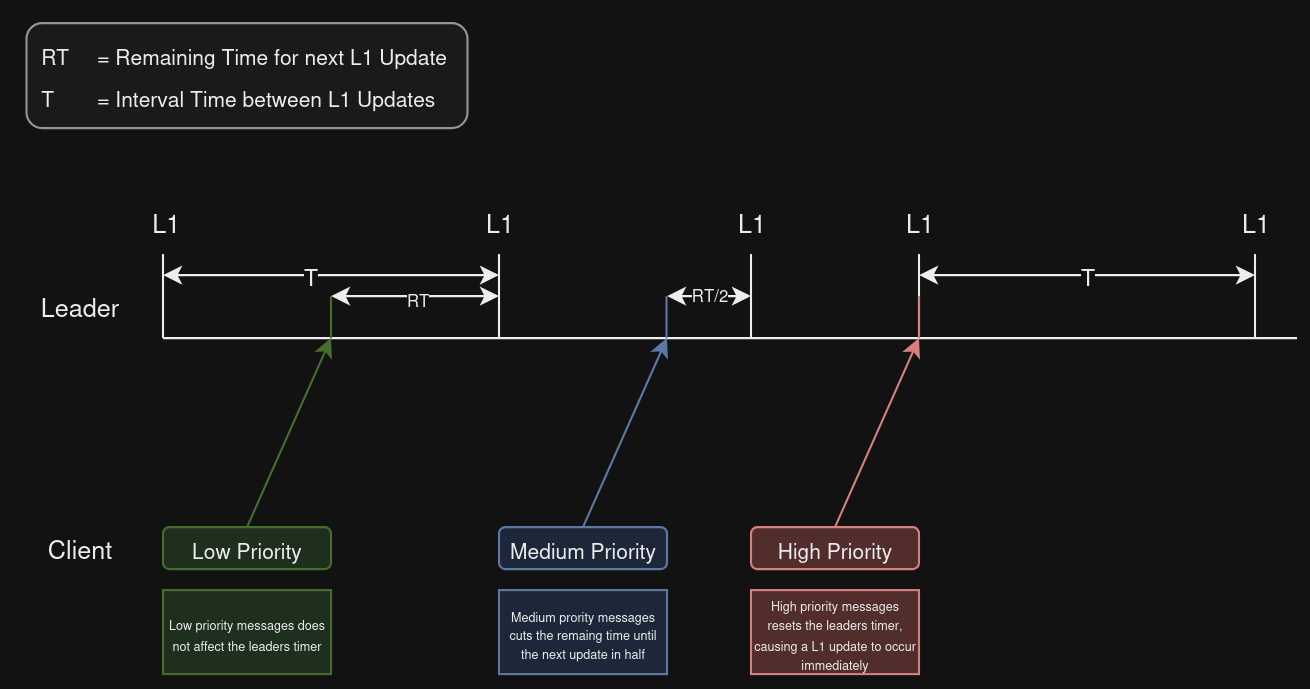 RT = Remaining Time for next L1 Update
T = Interval Time between L1 Updates
L1 L1 L1 L1 L1
T RT RT/2 T
Leader
Client
Low Priority
Medium Priority
High Priority
Low priority messages does
not affect the leaders timer
Medium prority messages
cuts the remaing time until
the next update in half
High priority messages
resets the leaders timer,
causing a L1 update to occur
immediately